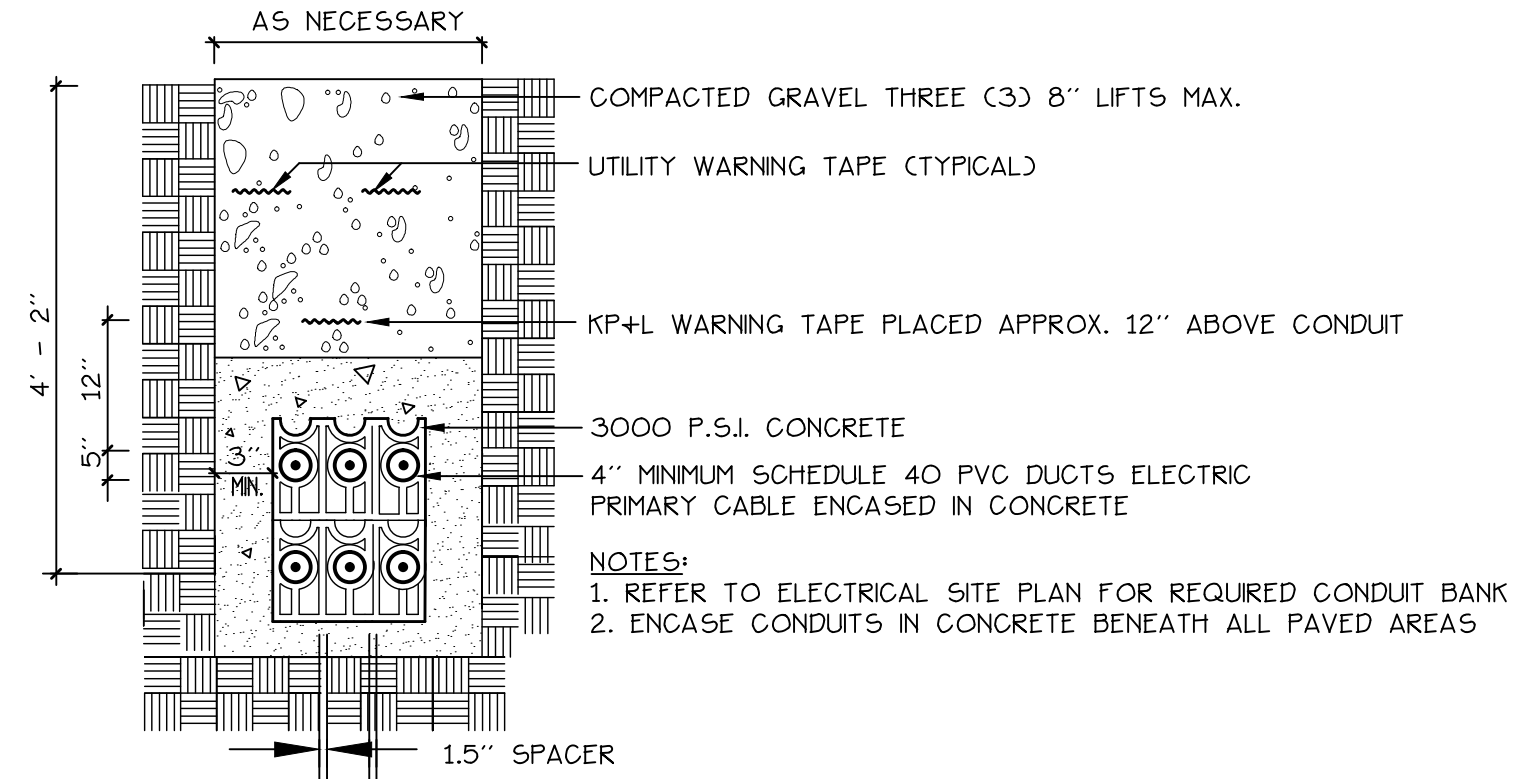 AS NECESSARY
COMPACTED GRAVEL THREE (3) 8" LIFTS MAX.
UTILITY WARNING TAPE (TYPICAL)
KP+L WARNING TAPE PLACED APPROX. 12" ABOVE CONDUIT
4' - 2"
12"
5"
3"
MIN.
3000 P.S.I. CONCRETE
4" MINIMUM SCHEDULE 40 PVC DUCTS ELECTRIC
PRIMARY CABLE ENCASED IN CONCRETE
NOTES:
1. REFER TO ELECTRICAL SITE PLAN FOR REQUIRED CONDUIT BANK
2. ENCASE CONDUITS IN CONCRETE BENEATH ALL PAVED AREAS
1.5" SPACER